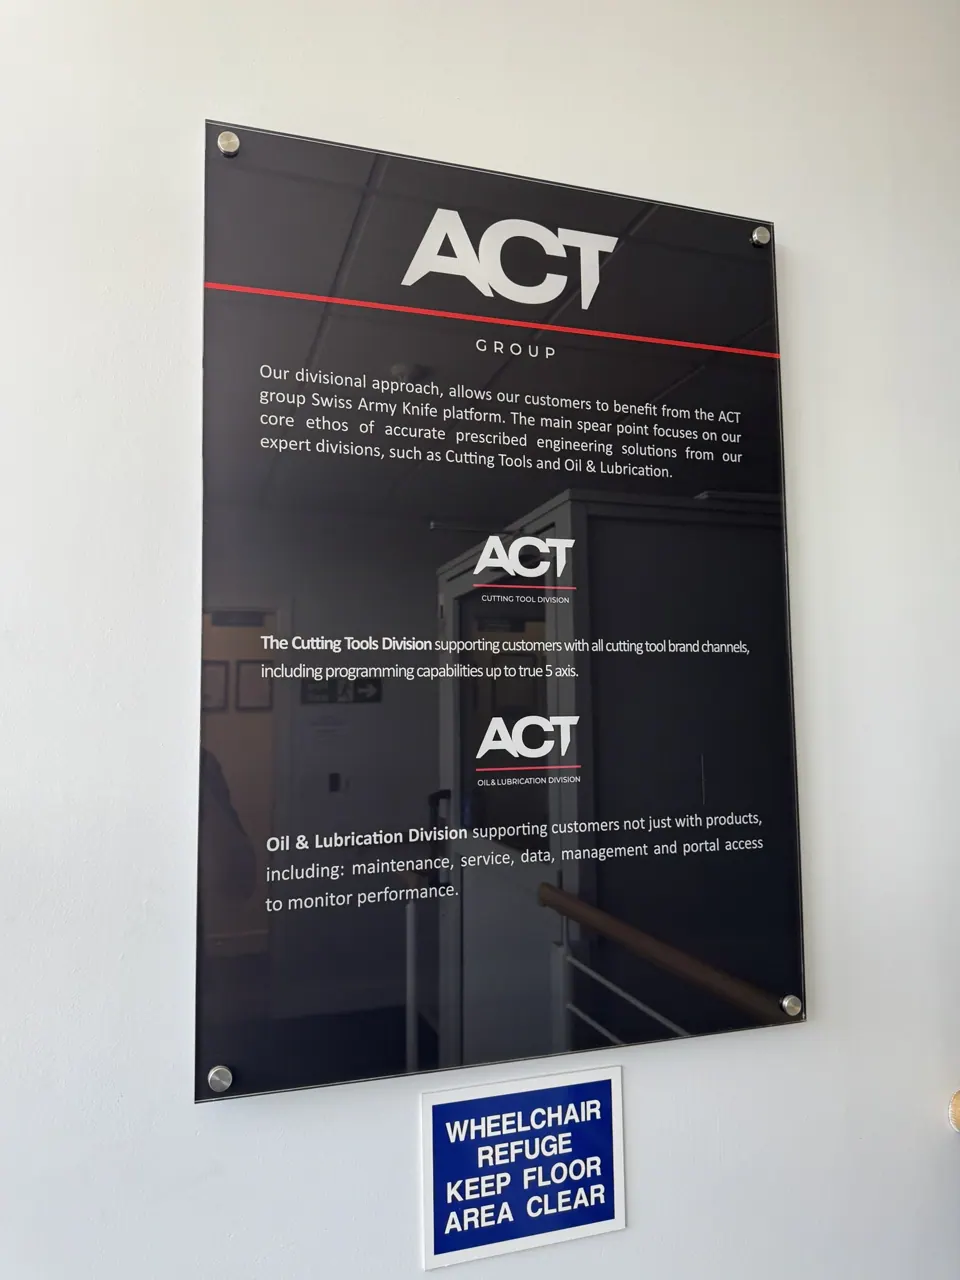 ACT
GROUP
Our divisional approach, allows our customers to benefit from the ACT
group Swiss Army Knife platform. The main spear point focuses on our
core ethos of accurate prescribed engineering solutions from our
expert divisions, such as Cutting Tools and Oil & Lubrication.
ACT
CUTTING TOOL DIVISION
The Cutting Tools Division supporting customers with all cutting tool brand channels,
including programming capabilities up to true 5 axis.
ACT
OIL & LUBRICATION DIVISION
Oil & Lubrication Division supporting customers not just with products,
including: maintenance, service, data, management and portal access
to monitor performance.
WHEELCHAIR
REFUGE
KEEP FLOOR
AREA CLEAR